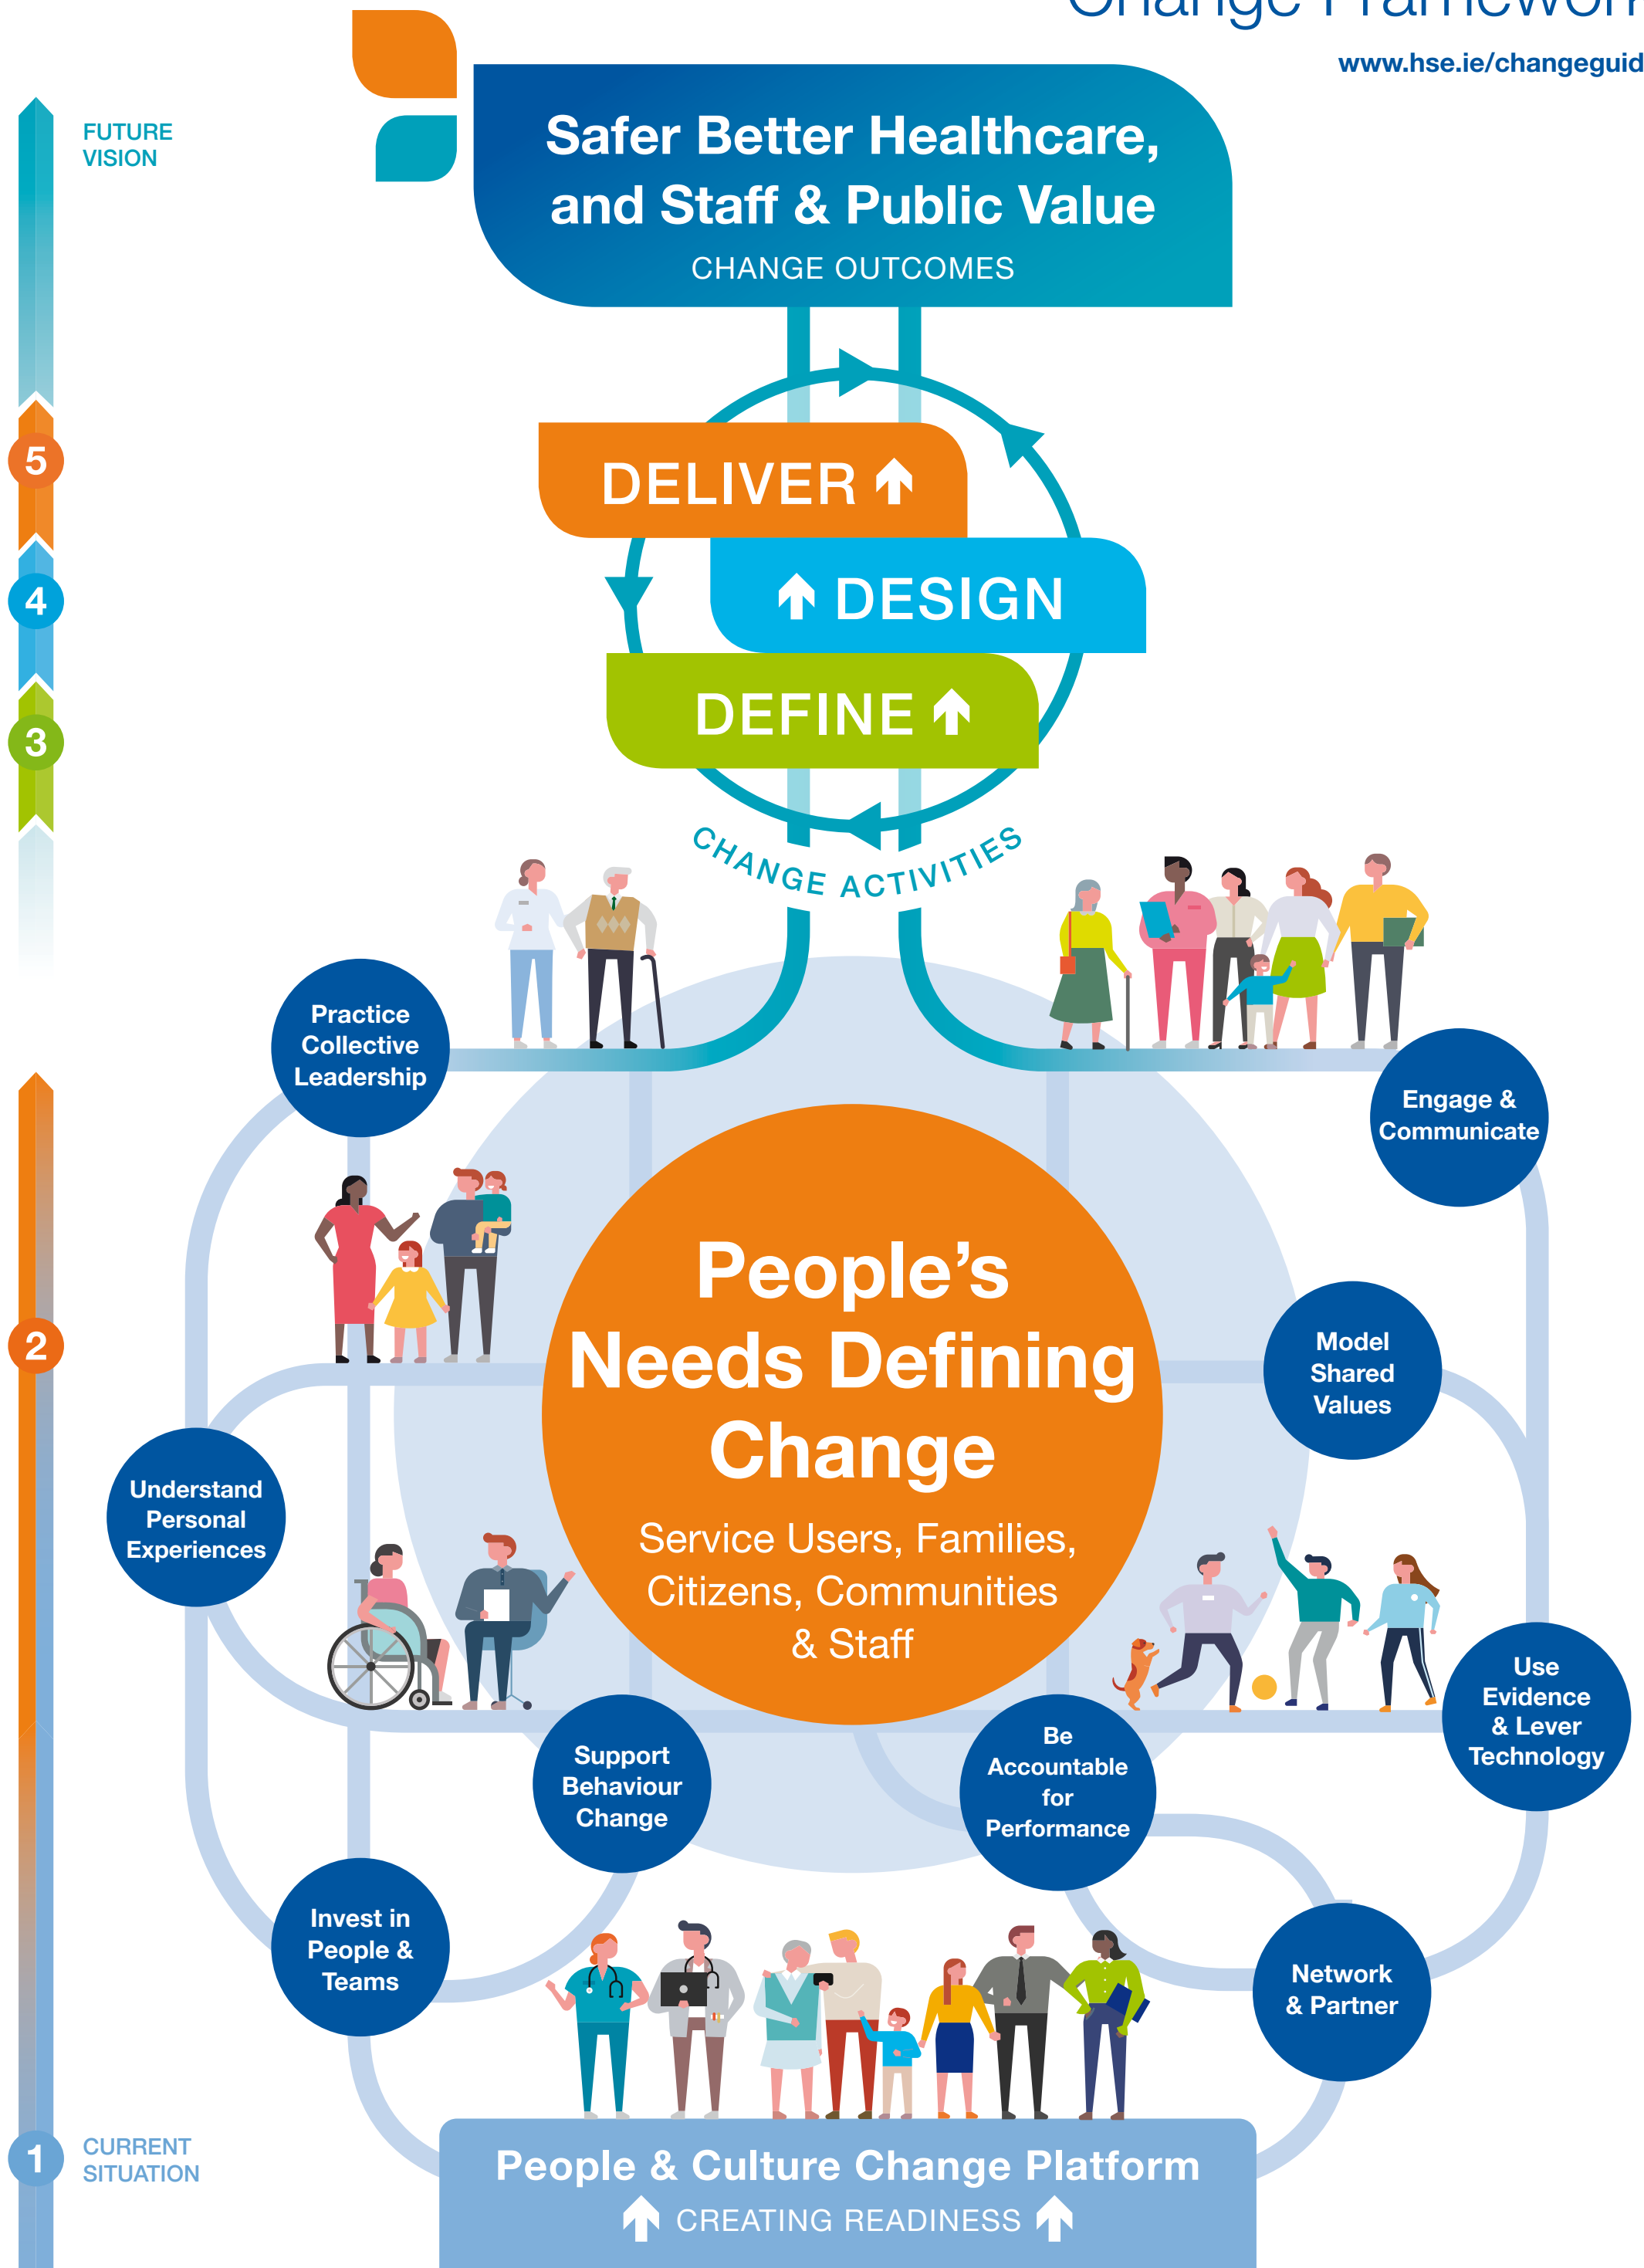 Change Framework
www.hse.ie/changeguid
FUTURE
VISION
Safer Better Healthcare,
and Staff & Public Value
CHANGE OUTCOMES
5
DELIVER
4
DESIGN
3
DEFINE
CHANGE ACTIVITIES
Practice
Collective
Leadership
Engage &
Communicate
2
People's
Needs Defining
Change
Service Users, Families,
Citizens, Communities
& Staff
Model
Shared
Values
Understand
Personal
Experiences
Use
Evidence
& Lever
Technology
Support
Behaviour
Change
Be
Accountable
for
Performance
Invest in
People &
Teams
Network
& Partner
1
CURRENT
SITUATION
People & Culture Change Platform
CREATING READINESS